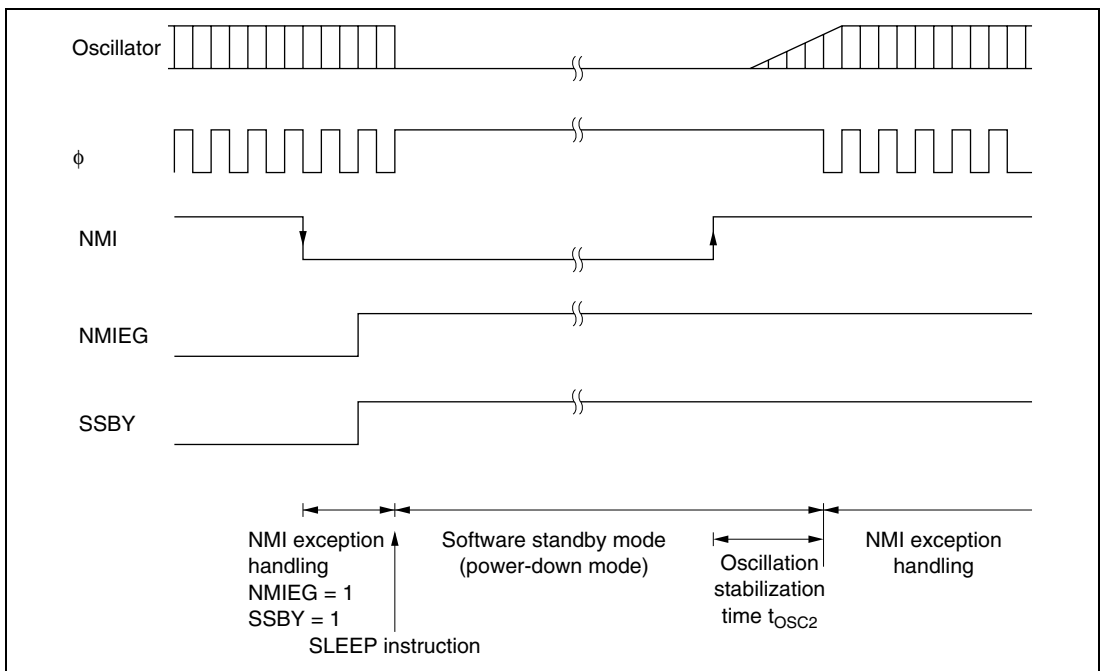 Oscillator
φ
NMI
NMIEG
SSBY
NMI exception
handling
NMIEG = 1
SSBY = 1
SLEEP instruction
Software standby mode
(power-down mode)
Oscillation
stabilization
time tOSC2
NMI exception
handling